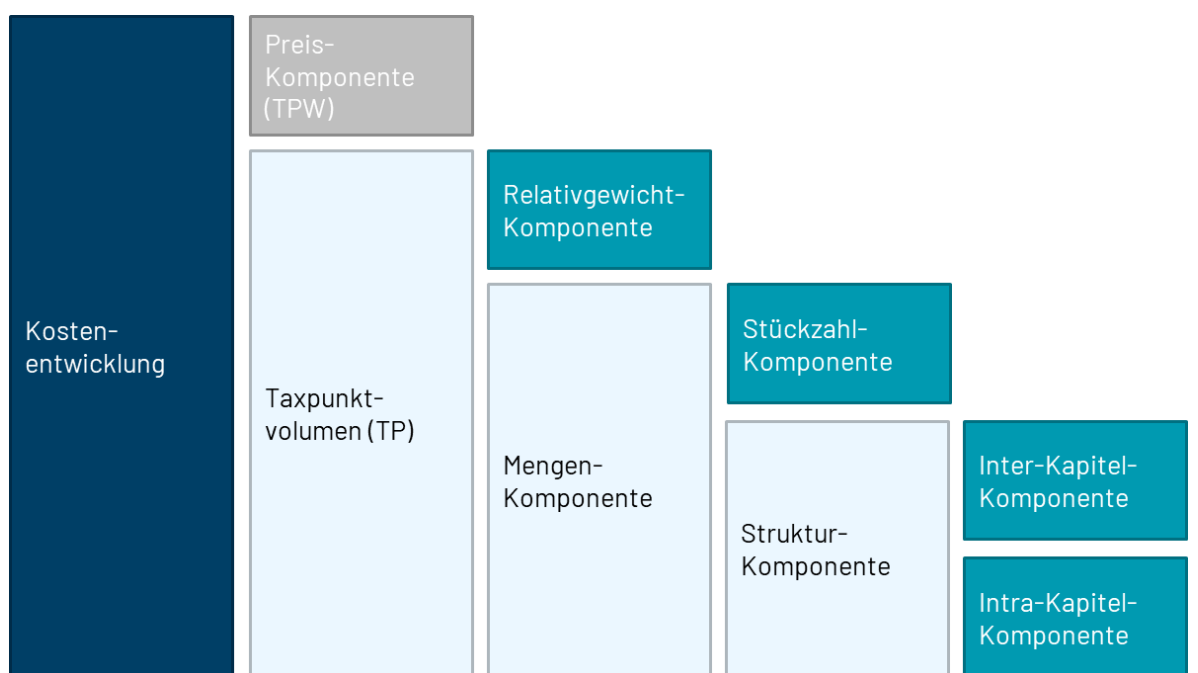 Kosten-
entwicklung
Preis-
Komponente
(TPW)
Taxpunkt-
volumen (TP)
Relativgewicht-
Komponente
Mengen-
Komponente
Stückzahl-
Komponente
Struktur-
Komponente
Inter-Kapitel-
Komponente
Intra-Kapitel-
Komponente